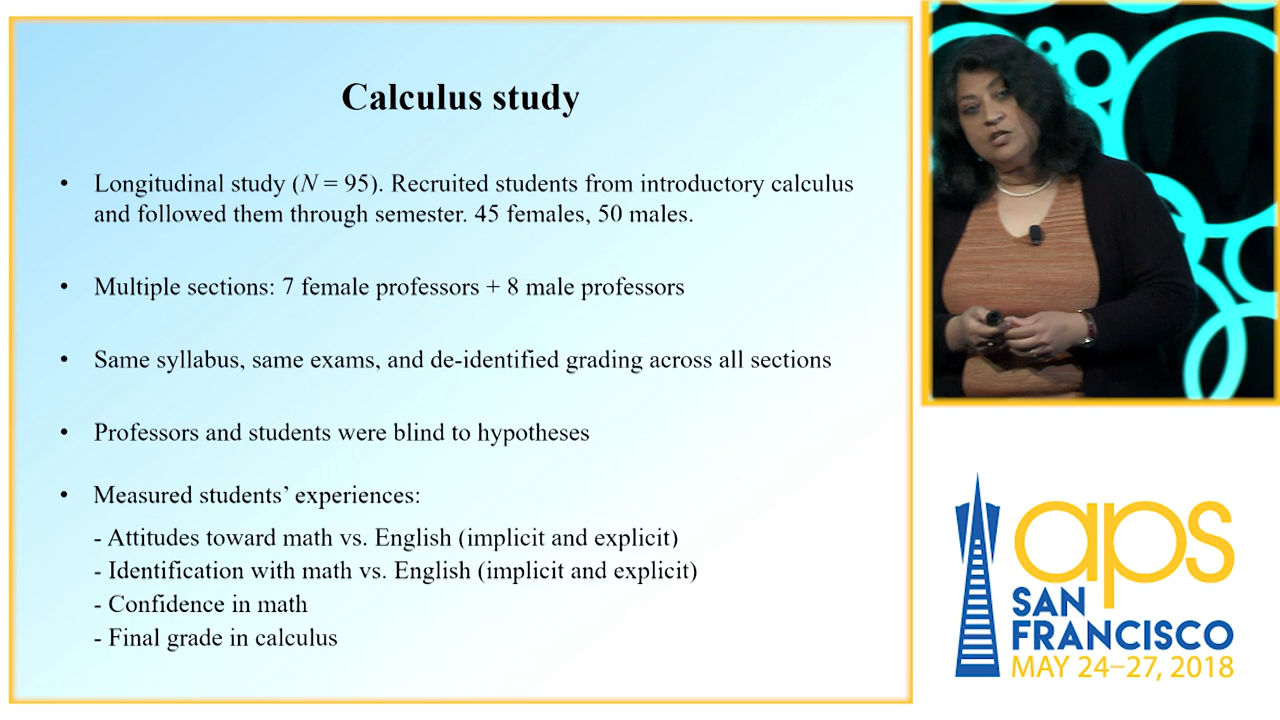 Calculus study
• Longitudinal study (N = 95). Recruited students from introductory calculus
and followed them through semester. 45 females, 50 males.
• Multiple sections: 7 female professors + 8 male professors
• Same syllabus, same exams, and de-identified grading across all sections
• Professors and students were blind to hypotheses
• Measured students’ experiences:
- Attitudes toward math vs. English (implicit and explicit)
- Identification with math vs. English (implicit and explicit)
- Confidence in math
- Final grade in calculus
aps
SAN
FRANCISCO
MAY 24–27, 2018